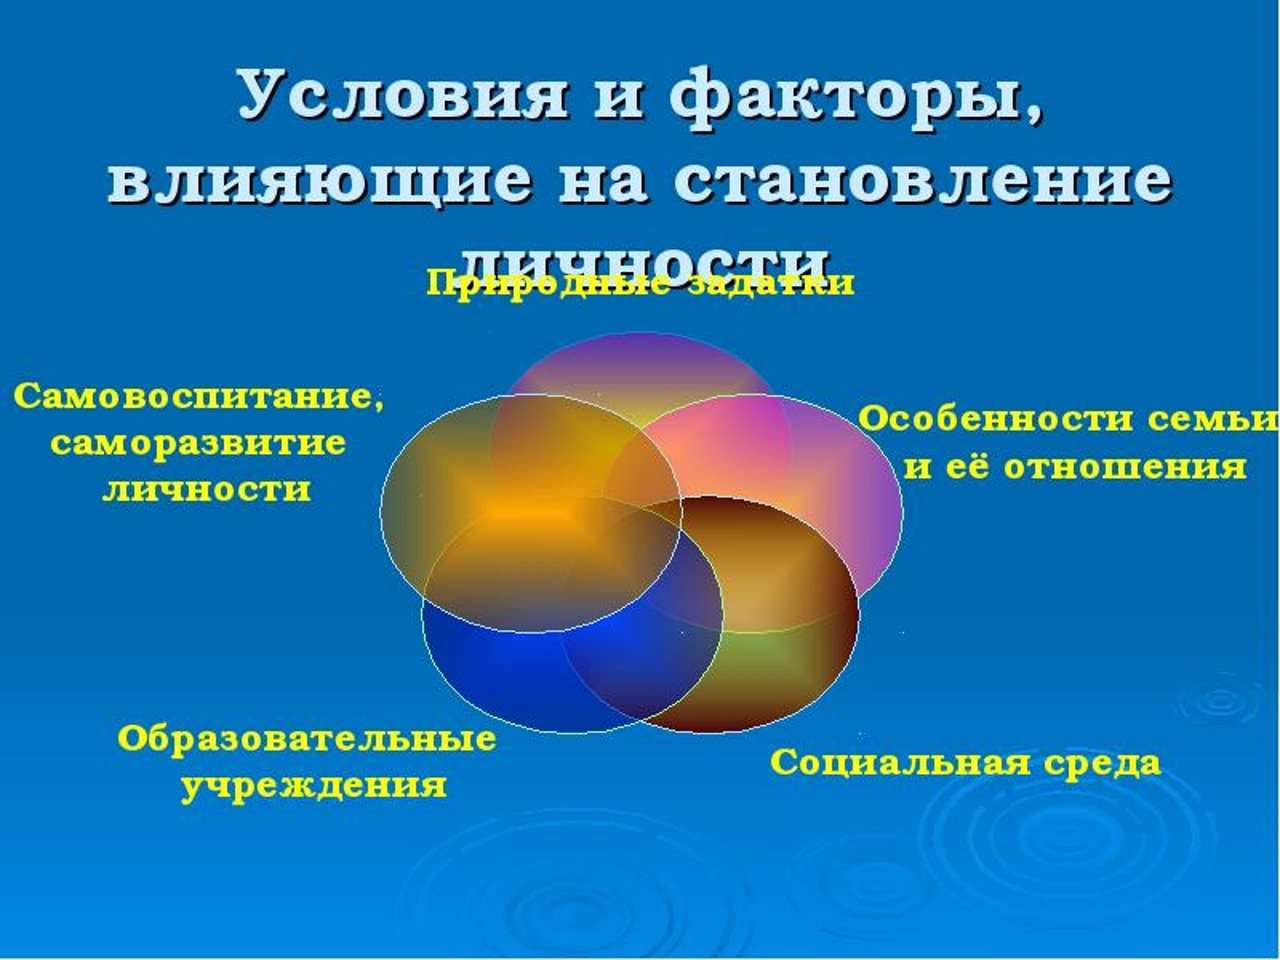 Условия и факторы,
влияющие на становление
личности
Природные задатки
Самовоспитание,
саморазвитие
личности
Особенности семьи
и её отношения
Образовательные
учреждения
Социальная среда